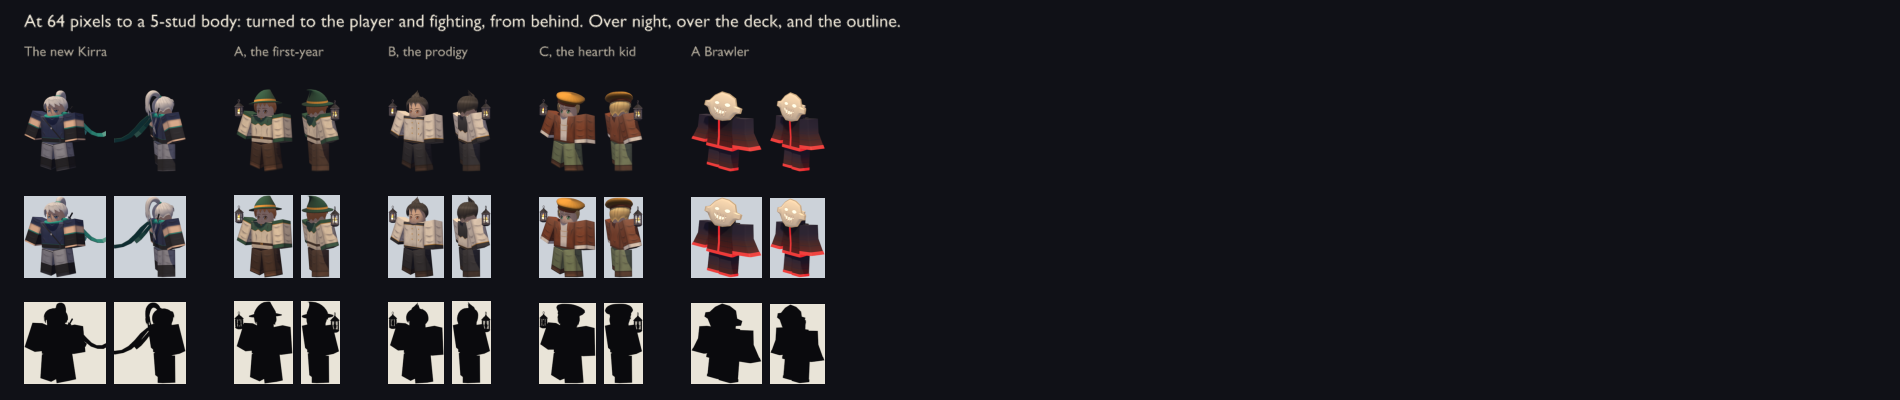 At 64 pixels to a 5-stud body: turned to the player and fighting, from behind. Over night, over the deck, and the outline.
The new Kirra
A, the first-year
B, the prodigy
C, the hearth kid
A Brawler